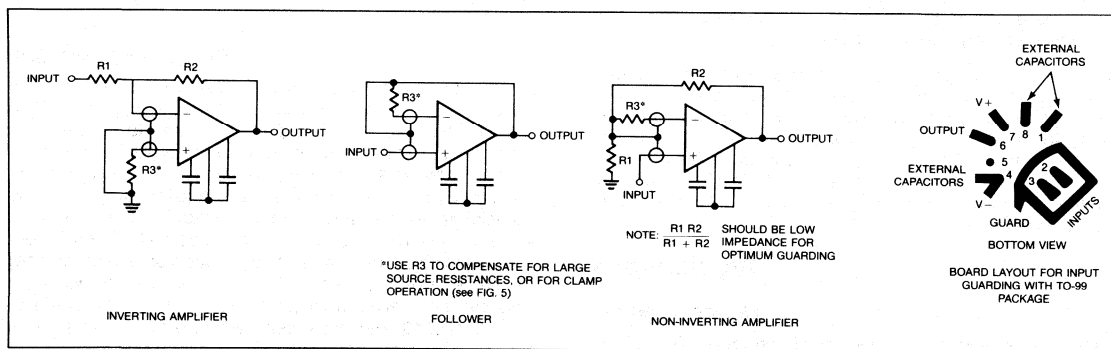 R1
R2
INPUT
−
+
R3*
OUTPUT
INVERTING AMPLIFIER
R3*
−
+
INPUT
OUTPUT
*USE R3 TO COMPENSATE FOR LARGE
SOURCE RESISTANCES, OR FOR CLAMP
OPERATION (see FIG. 5)
FOLLOWER
R2
R3*
−
+
R1
INPUT
OUTPUT
NOTE: R1 R2 / R1 + R2 SHOULD BE LOW
IMPEDANCE FOR
OPTIMUM GUARDING
NON-INVERTING AMPLIFIER
EXTERNAL
CAPACITORS
V+
OUTPUT
7
8
1
6
5
4
3
2
EXTERNAL
CAPACITORS
V−
INPUTS
GUARD
BOTTOM VIEW
BOARD LAYOUT FOR INPUT
GUARDING WITH TO-99
PACKAGE